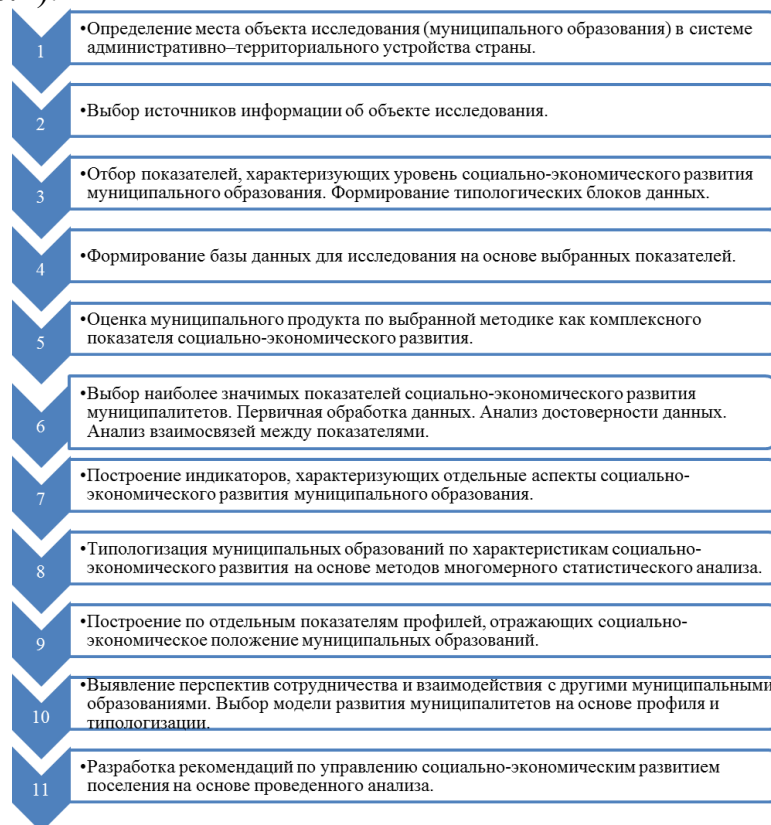 •Определение места объекта исследования (муниципального образования) в системе
административно–территориального устройства страны.
1
•Выбор источников информации об объекте исследования.
2
•Отбор показателей, характеризующих уровень социально-экономического развития
муниципального образования. Формирование типологических блоков данных.
3
•Формирование базы данных для исследования на основе выбранных показателей.
4
•Оценка муниципального продукта по выбранной методике как комплексного
показателя социально-экономического развития.
5
•Выбор наиболее значимых показателей социально-экономического развития
муниципалитетов. Первичная обработка данных. Анализ достоверности данных.
Анализ взаимосвязей между показателями.
6
•Построение индикаторов, характеризующих отдельные аспекты социально-
экономического развития муниципального образования.
7
•Типологизация муниципальных образований по характеристикам социально-
экономического развития на основе методов многомерного статистического анализа.
8
•Построение по отдельным показателям профилей, отражающих социально-
экономическое положение муниципальных образований.
9
•Выявление перспектив сотрудничества и взаимодействия с другими муниципальными
образованиями. Выбор модели развития муниципалитетов на основе профиля и
типологизации.
10
•Разработка рекомендаций по управлению социально-экономическим развитием
поселения на основе проведенного анализа.
11